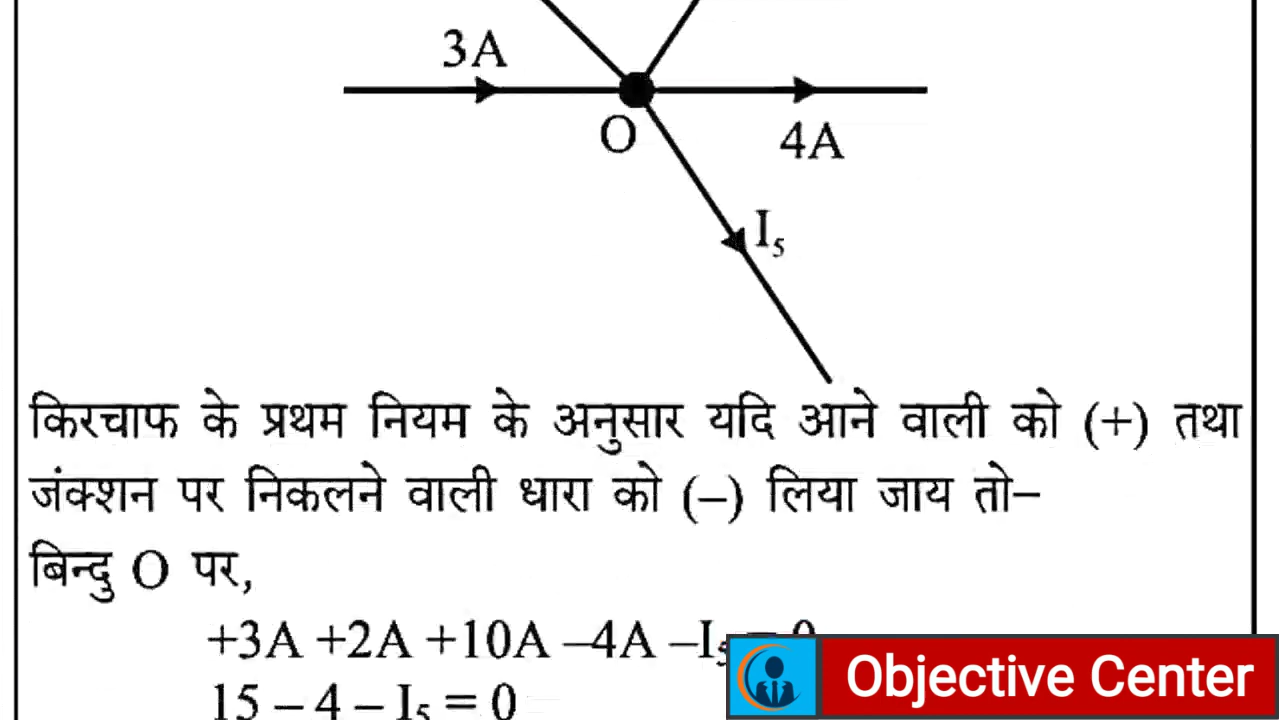 3A
O
4A
I₅
किरचाफ के प्रथम नियम के अनुसार यदि आने वाली को (+) तथा
जंक्शन पर निकलने वाली धारा को (–) लिया जाय तो–
बिन्दु O पर,
+3A +2A +10A –4A –I₅ = 0
15 – 4 – I₅ = 0
Objective Center